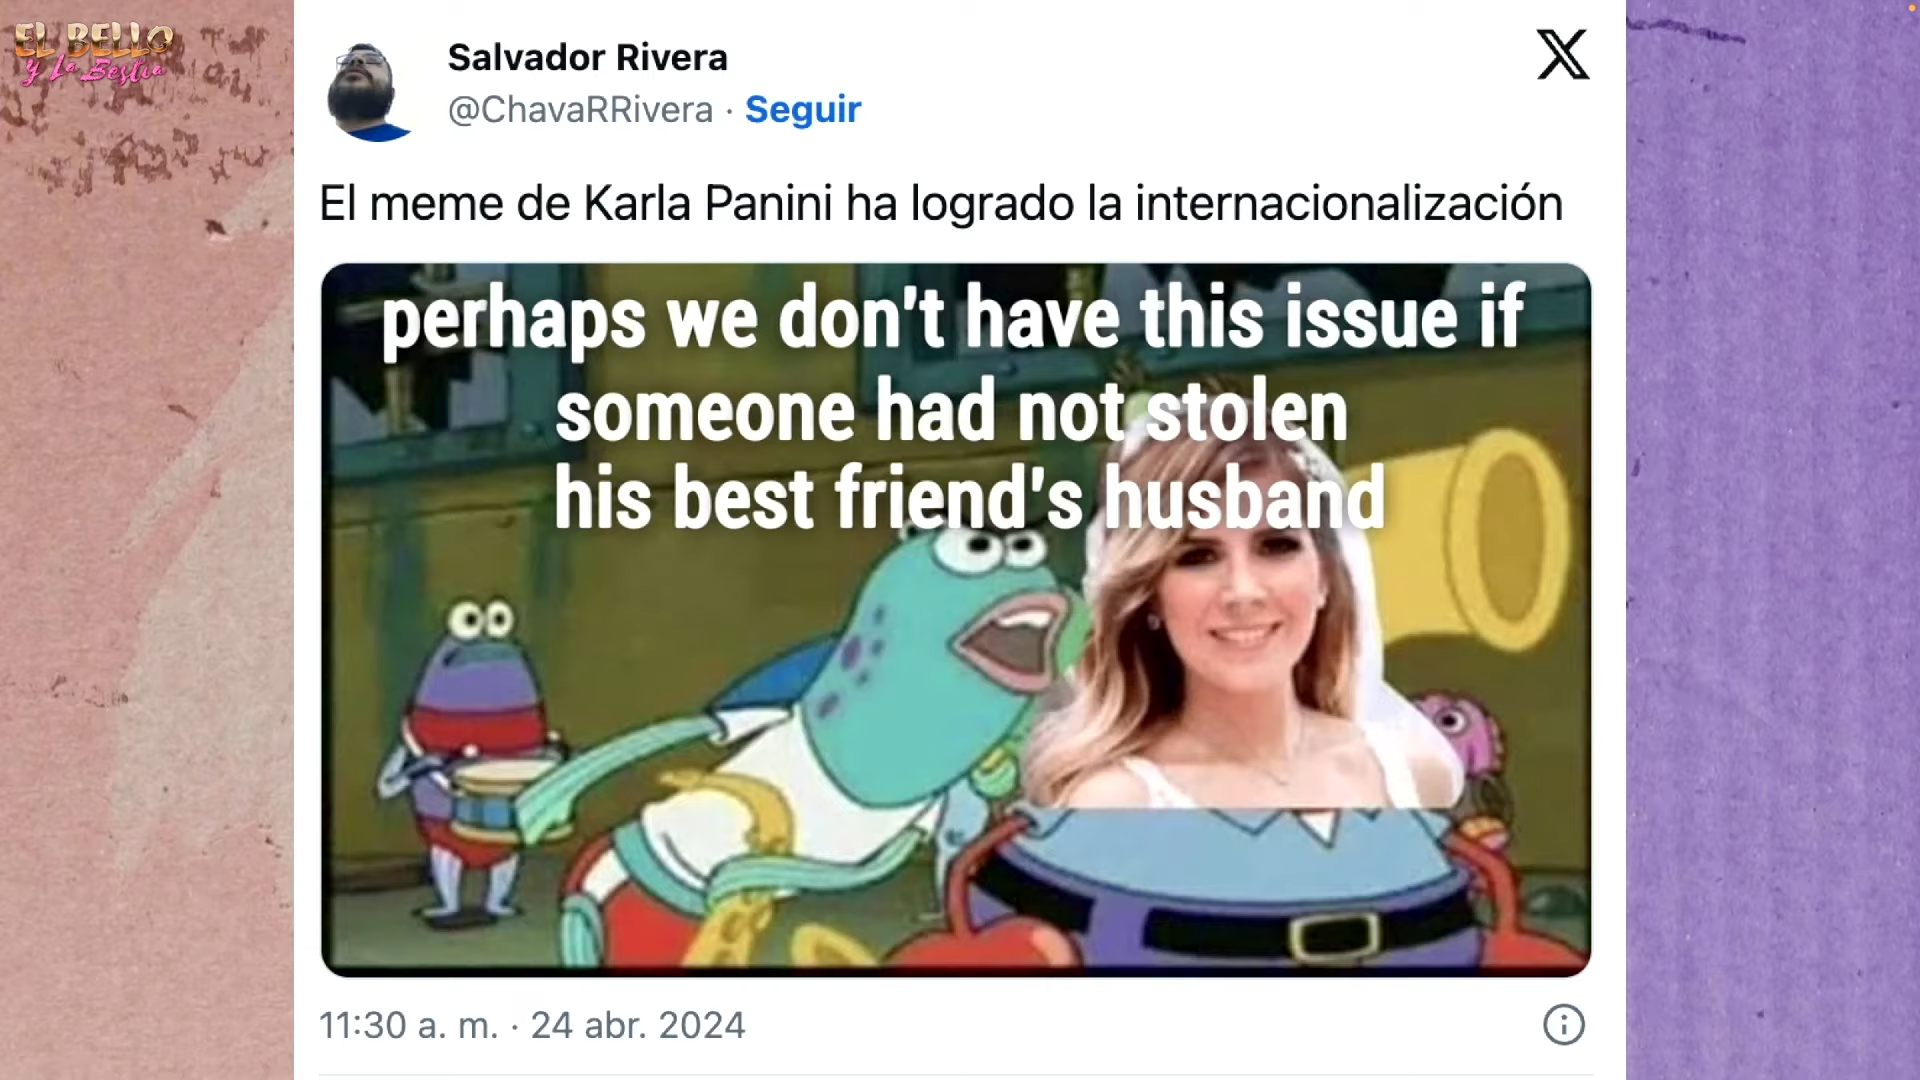 EL BELLO
y La Bestia
Salvador Rivera
@ChavaRRivera · Seguir
El meme de Karla Panini ha logrado la internacionalización
perhaps we don't have this issue if
someone had not stolen
his best friend's husband
11:30 a. m. · 24 abr. 2024